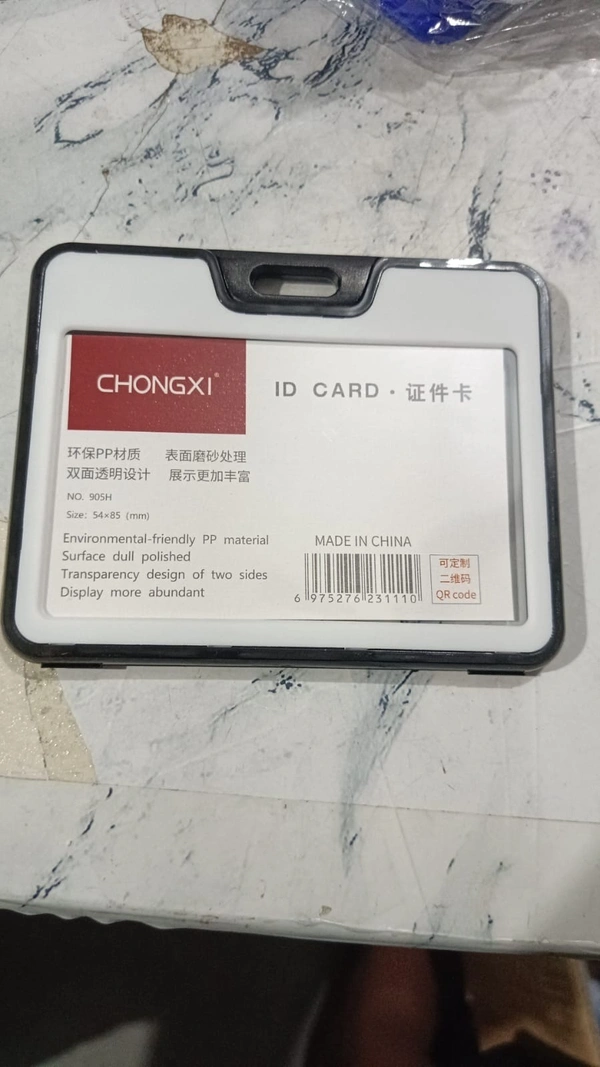 CHONGXI®
ID CARD · 证件卡
环保PP材质 表面磨砂处理
双面透明设计 展示更加丰富
NO. 905H
Size: 54×85 (mm)
Environmental-friendly PP material
Surface dull polished
Transparency design of two sides
Display more abundant
MADE IN CHINA
6 975276 231110
可定制
二维码
QR code